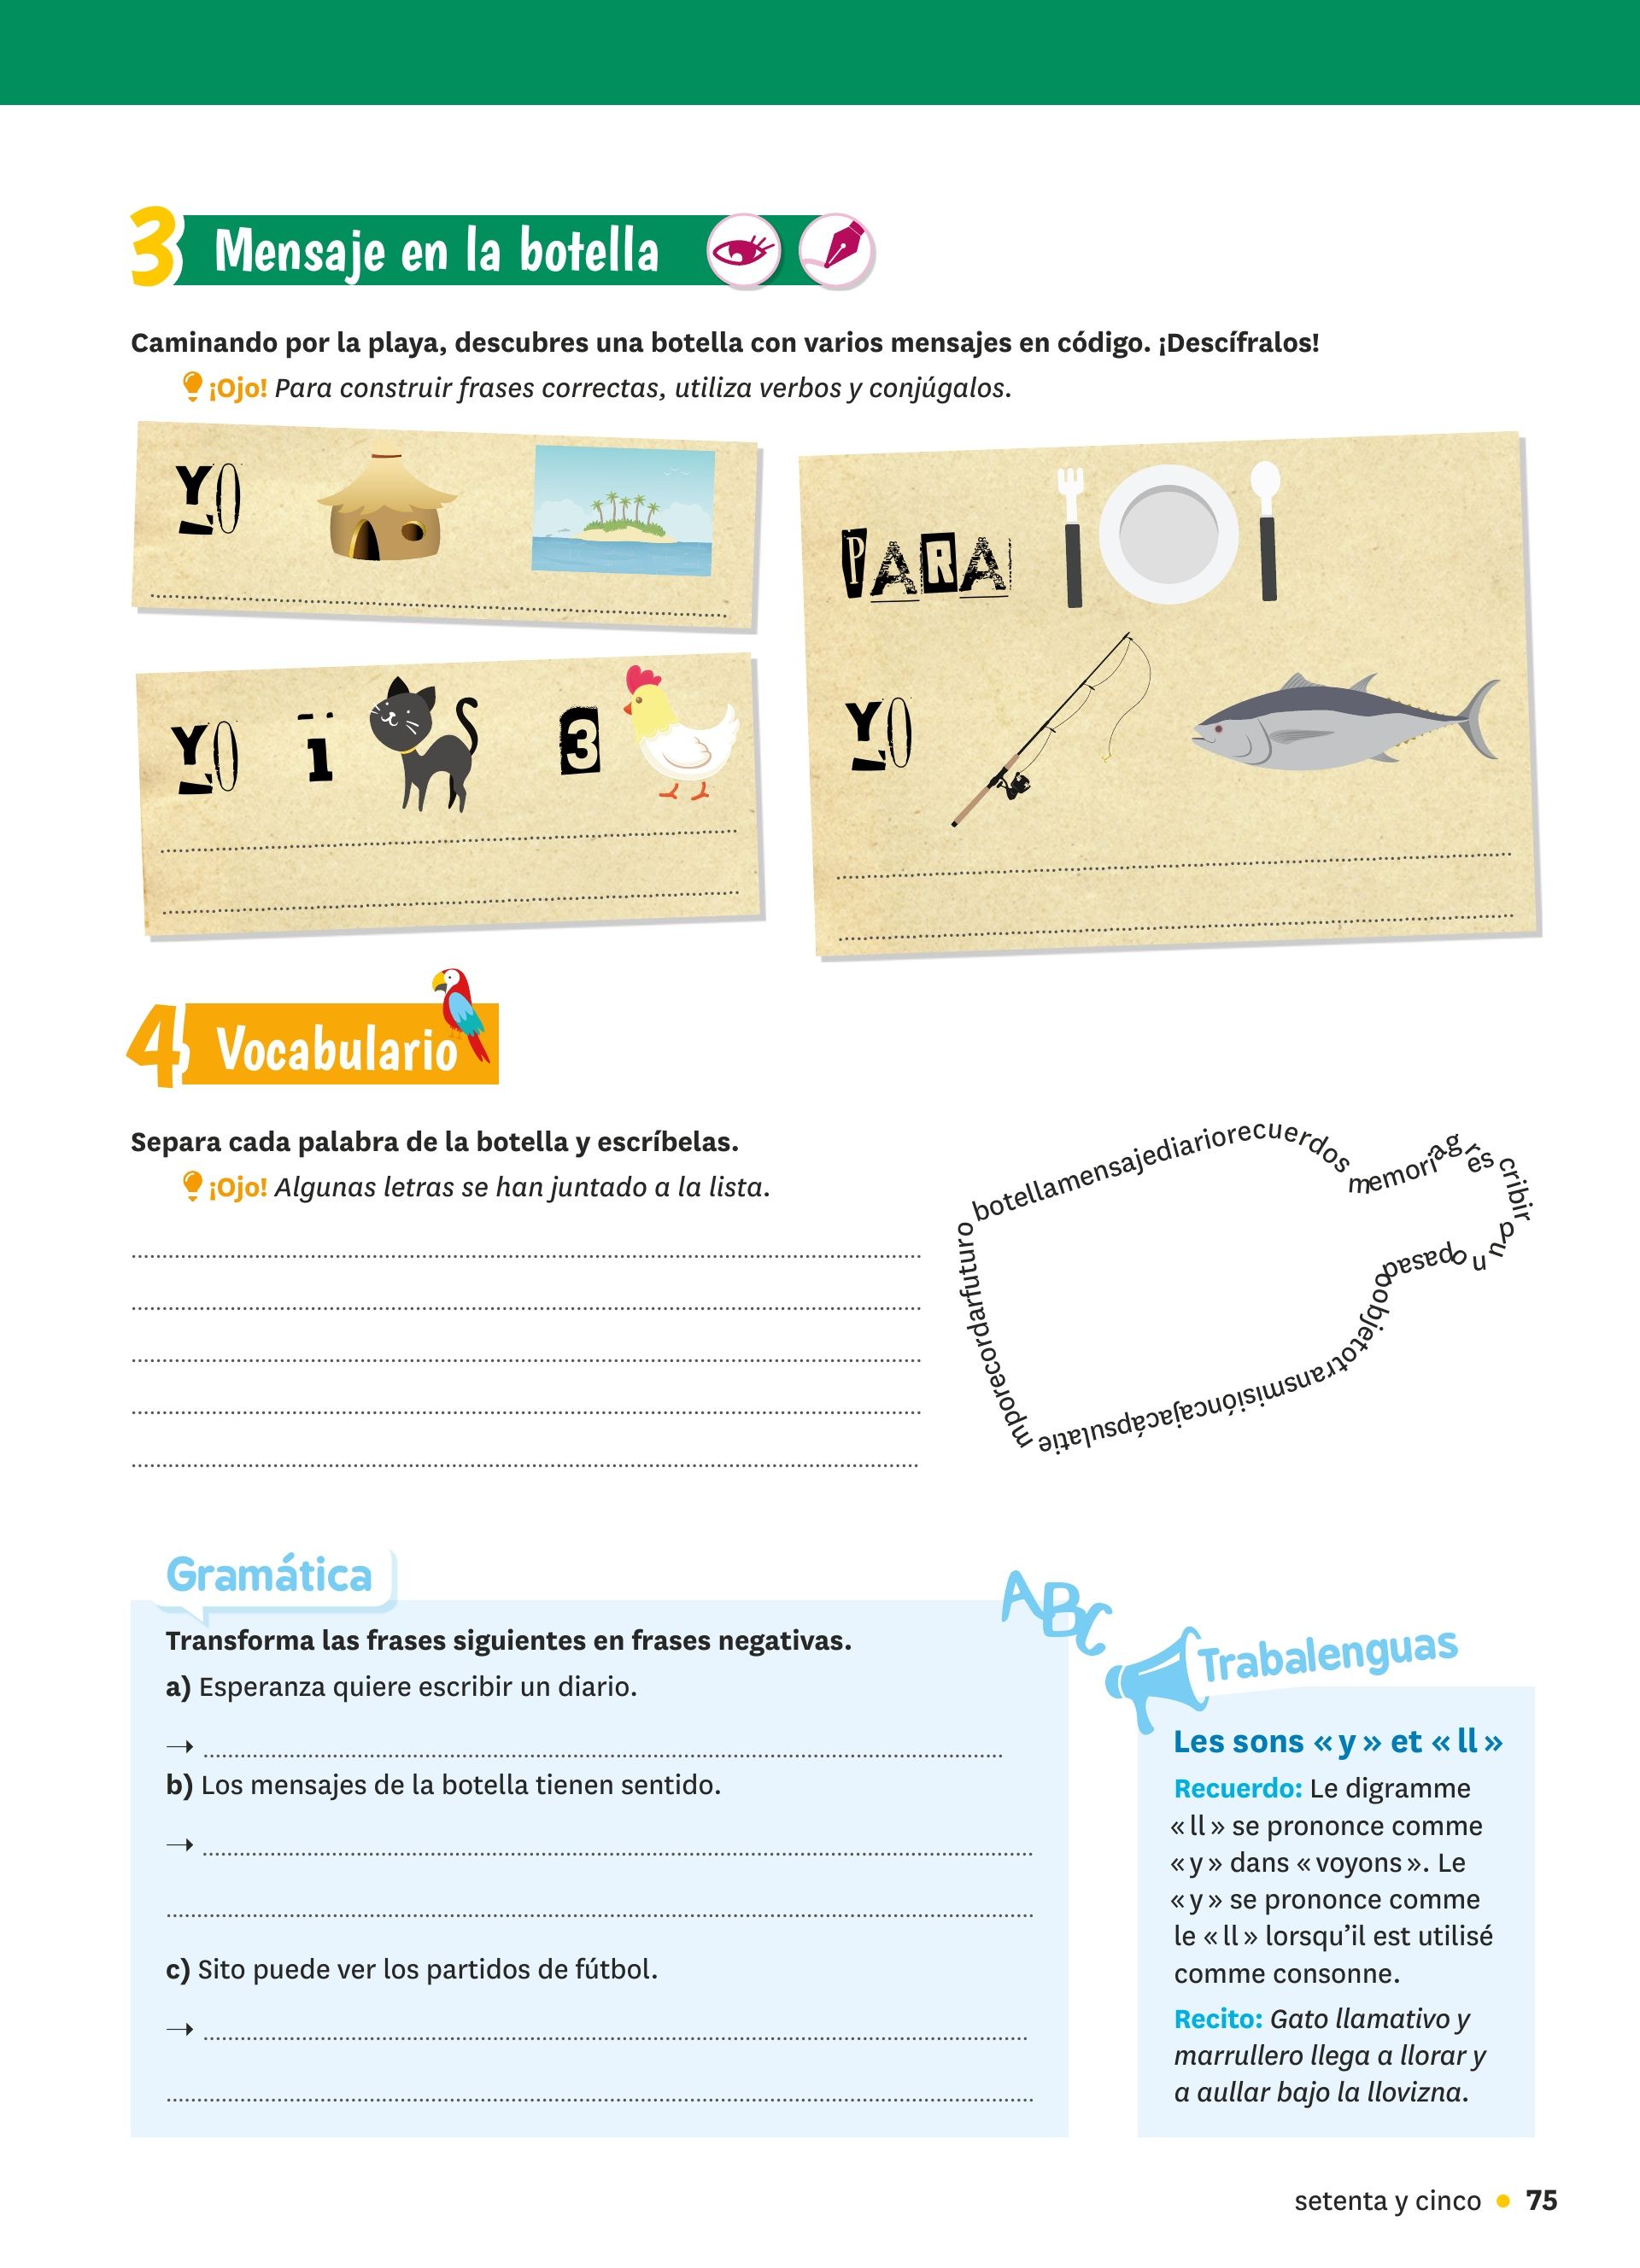 3 Mensaje en la botella
Caminando por la playa, descubres una botella con varios mensajes en código. ¡Descífralos!
¡Ojo! Para construir frases correctas, utiliza verbos y conjúgalos.
YO
YO 1 3
PARA
YO
4 Vocabulario
Separa cada palabra de la botella y escríbelas.
¡Ojo! Algunas letras se han juntado a la lista.
botellamensajediariorecuerdosmemoriagrescribir
pasadoobjetotransmisióncajacápsulatiemporecordarfuturo
Gramática
Transforma las frases siguientes en frases negativas.
a) Esperanza quiere escribir un diario.
→
b) Los mensajes de la botella tienen sentido.
→
c) Sito puede ver los partidos de fútbol.
→
ABC
Trabalenguas
Les sons « y » et « ll »
Recuerdo: Le digramme
« ll » se prononce comme
« y » dans « voyons ». Le
« y » se prononce comme
le « ll » lorsqu’il est utilisé
comme consonne.
Recito: Gato llamativo y
marrullero llega a llorar y
a aullar bajo la llovizna.
setenta y cinco • 75